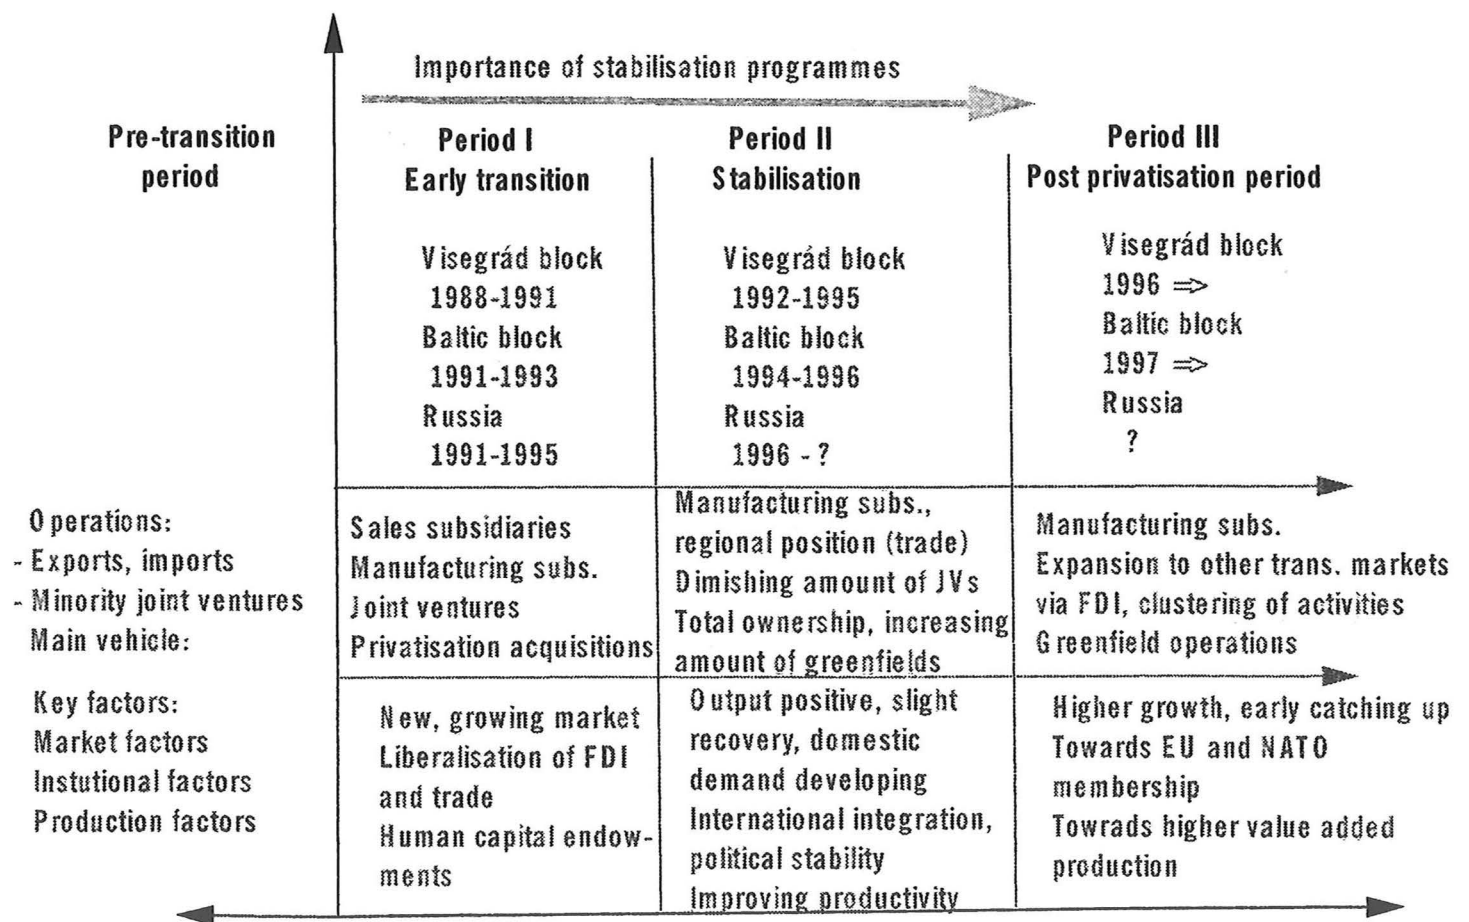 Importance of stabilisation programmes
Pre-transition
period
Period I
Early transition
Period II
Stabilisation
Period III
Post privatisation period
Visegrád block
1988-1991
Baltic block
1991-1993
Russia
1991-1995
Visegrád block
1992-1995
Baltic block
1994-1996
Russia
1996 - ?
Visegrád block
1996 =>
Baltic block
1997 =>
Russia
?
Operations:
- Exports, imports
- Minority joint ventures
Main vehicle:
Sales subsidiaries
Manufacturing subs.
Joint ventures
Privatisation acquisitions
Manufacturing subs.,
regional position (trade)
Dimishing amount of JVs
Total ownership, increasing
amount of greenfields
Manufacturing subs.
Expansion to other trans. markets
via FDI, clustering of activities
Greenfield operations
Key factors:
Market factors
Instutional factors
Production factors
New, growing market
Liberalisation of FDI
and trade
Human capital endow-
ments
Output positive, slight
recovery, domestic
demand developing
International integration,
political stability
Improving productivity
Higher growth, early catching up
Towards EU and NATO
membership
Towrads higher value added
production